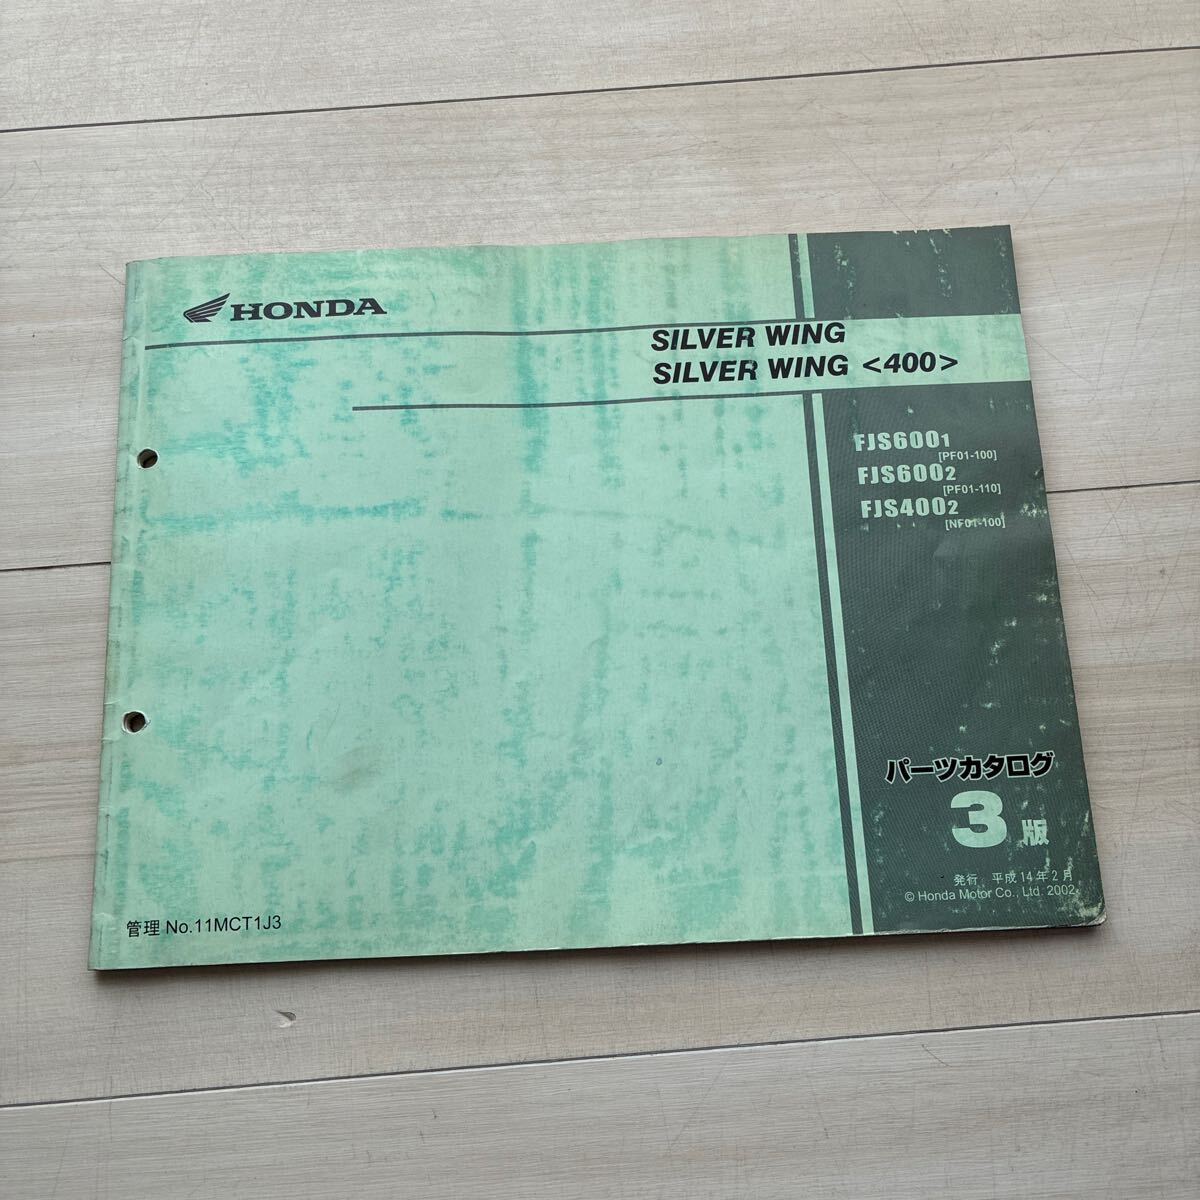 HONDA
SILVER WING
SILVER WING <400>
FJS6001
[PF01-100]
FJS6002
[PF01-110]
FJS4002
[NF01-100]
パーツカタログ
3版
発行 平成14年2月
© Honda Motor Co., Ltd. 2002
管理 No.11MCT1J3